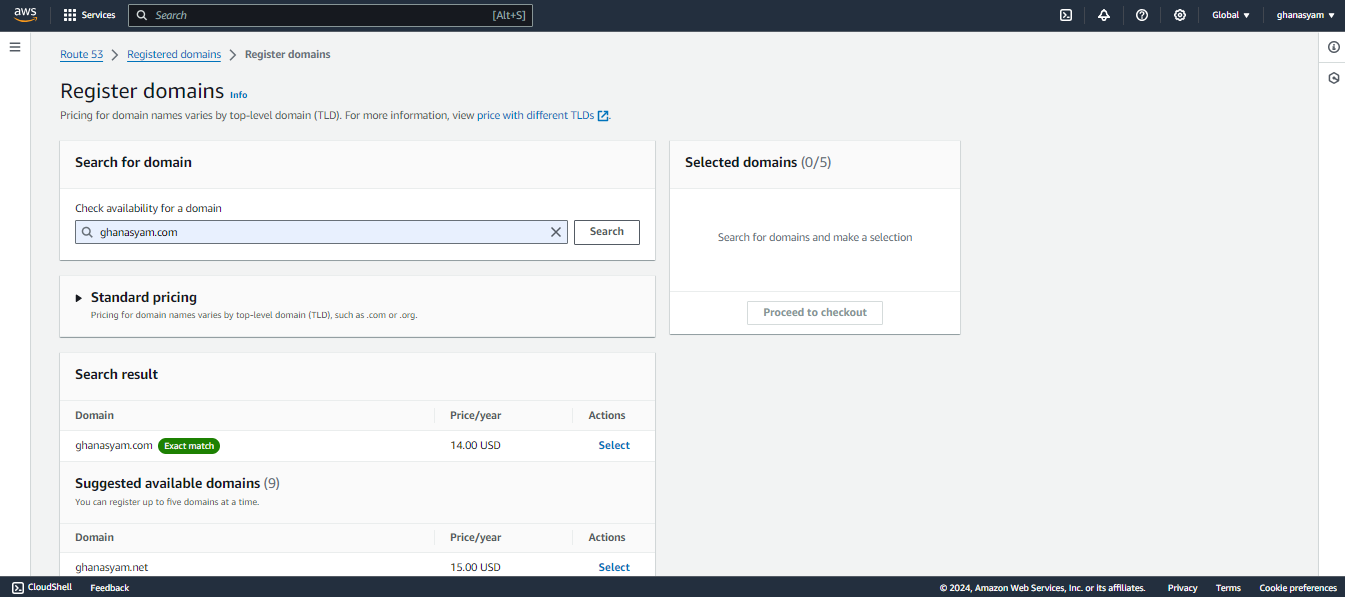 aws Services Search [Alt+S] Global ▼ ghanasyam ▼
Route 53 > Registered domains > Register domains
Register domains Info
Pricing for domain names varies by top-level domain (TLD). For more information, view price with different TLDs.
Search for domain
Check availability for a domain
ghanasyam.com Search
Standard pricing
Pricing for domain names varies by top-level domain (TLD), such as .com or .org.
Search result
Domain Price/year Actions
ghanasyam.com Exact match 14.00 USD Select
Suggested available domains (9)
You can register up to five domains at a time.
Domain Price/year Actions
ghanasyam.net 15.00 USD Select
Selected domains (0/5)
Search for domains and make a selection
Proceed to checkout
CloudShell Feedback © 2024, Amazon Web Services, Inc. or its affiliates. Privacy Terms Cookie preferences